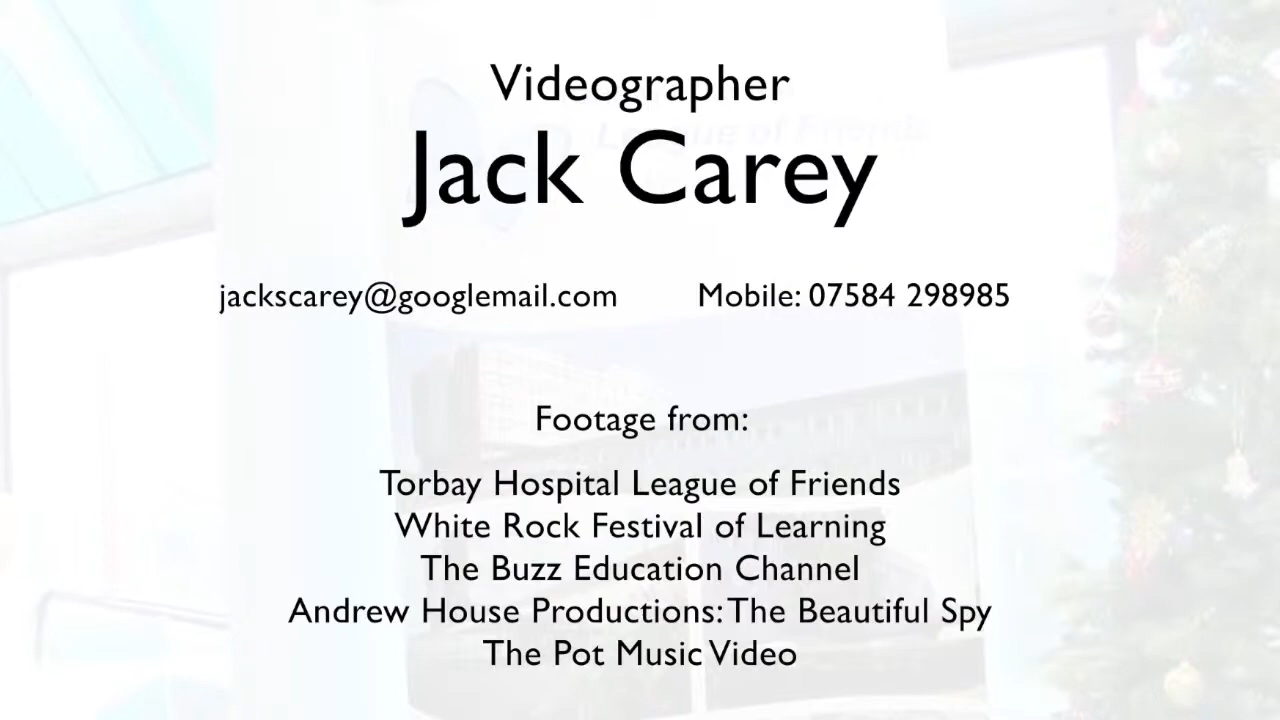 Videographer
Jack Carey
jackscarey@googlemail.com Mobile: 07584 298985
Footage from:
Torbay Hospital League of Friends
White Rock Festival of Learning
The Buzz Education Channel
Andrew House Productions: The Beautiful Spy
The Pot Music Video